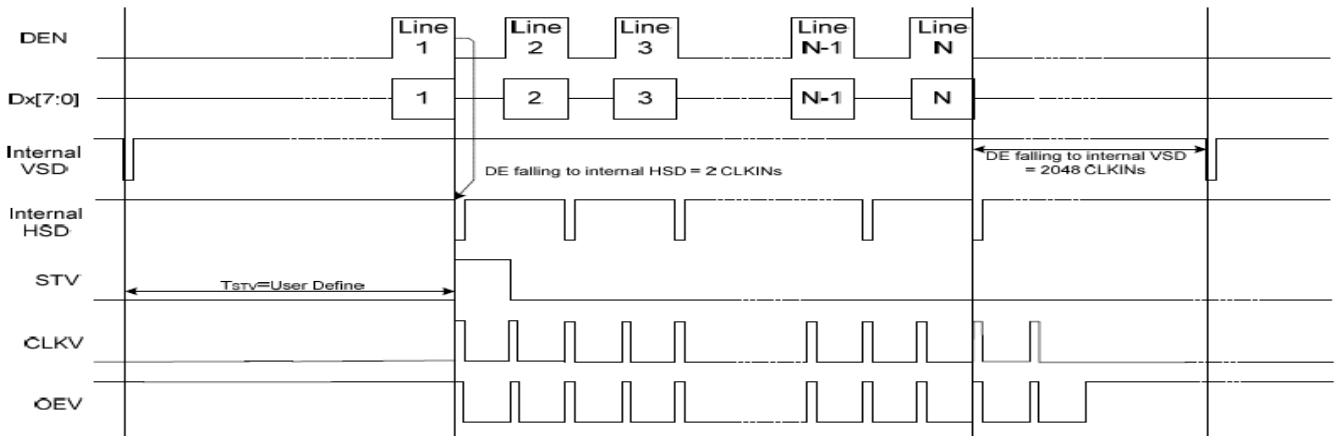 DEN
Line 1
Line 2
Line 3
Line N-1
Line N
Dx[7:0]
1
2
3
N-1
N
Internal VSD
DE falling to internal HSD = 2 CLKINs
DE falling to internal VSD = 2048 CLKINs
Internal HSD
STV
TSTV=User Define
CLKV
OEV